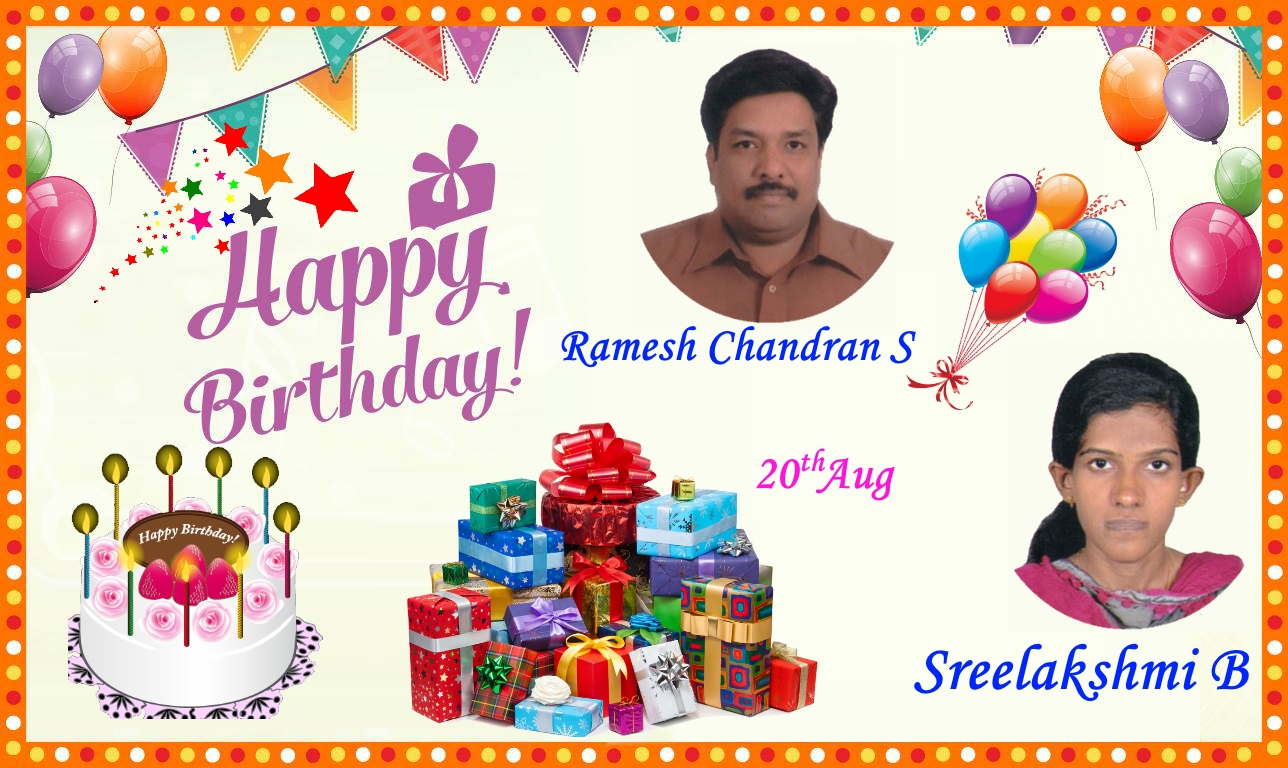 Happy
Birthday!
Ramesh Chandran S
20th Aug
Happy Birthday!
Sreelakshmi B